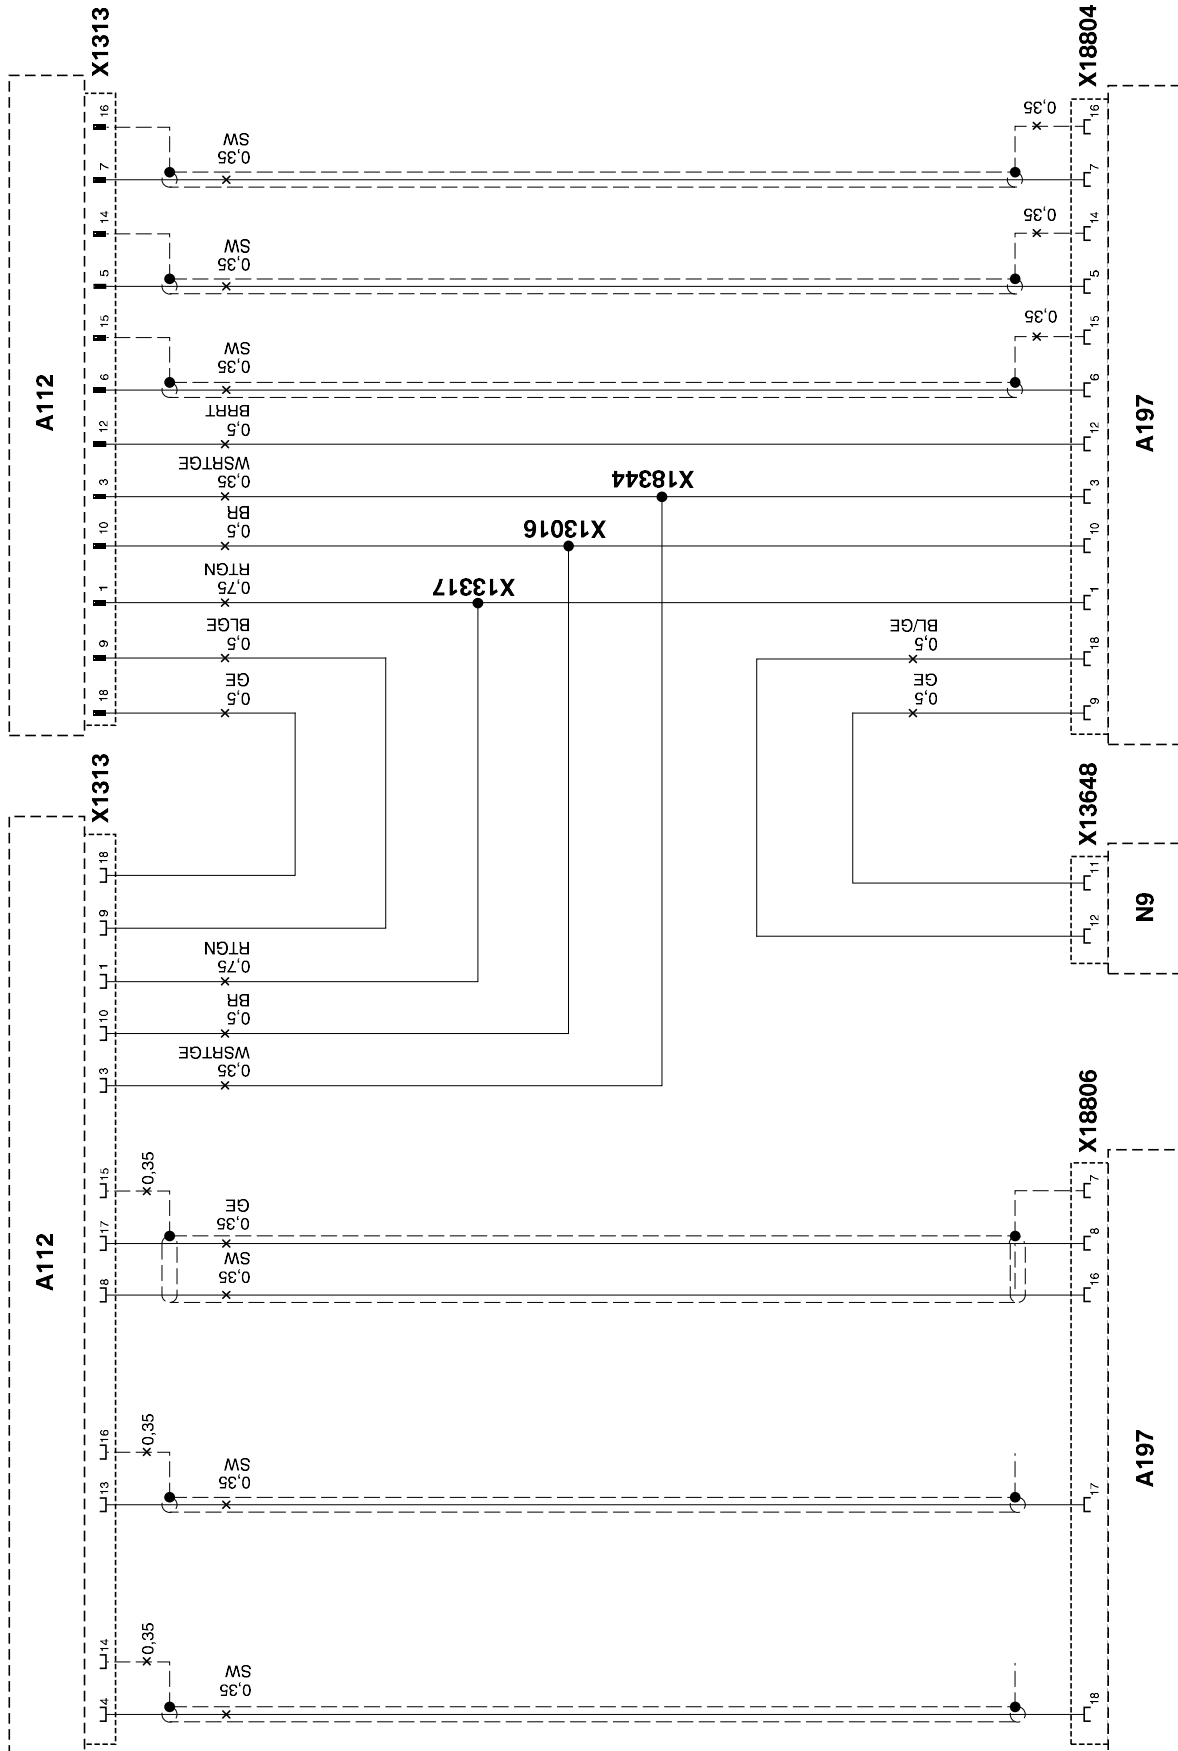 X1313
A112
16
7
14
5
15
6
12
3
10
1
9
18
0,35
SW
0,35
SW
0,35
SW
0,5
BRRT
0,35
WSRTGE
0,5
BR
0,75
RTGN
0,5
BLGE
0,5
GE
X18344
X13016
X13317
X18804
A197
0,35
0,35
0,35
16
7
14
5
15
6
12
3
10
1
18
9
0,5
BL/GE
0,5
GE
X13648
N9
11
12
X1313
A112
18
9
1
10
3
15
17
8
16
13
14
4
0,75
RTGN
0,5
BR
0,35
WSRTGE
0,35
0,35
GE
0,35
SW
0,35
0,35
SW
0,35
0,35
SW
X18806
A197
7
8
16
17
18